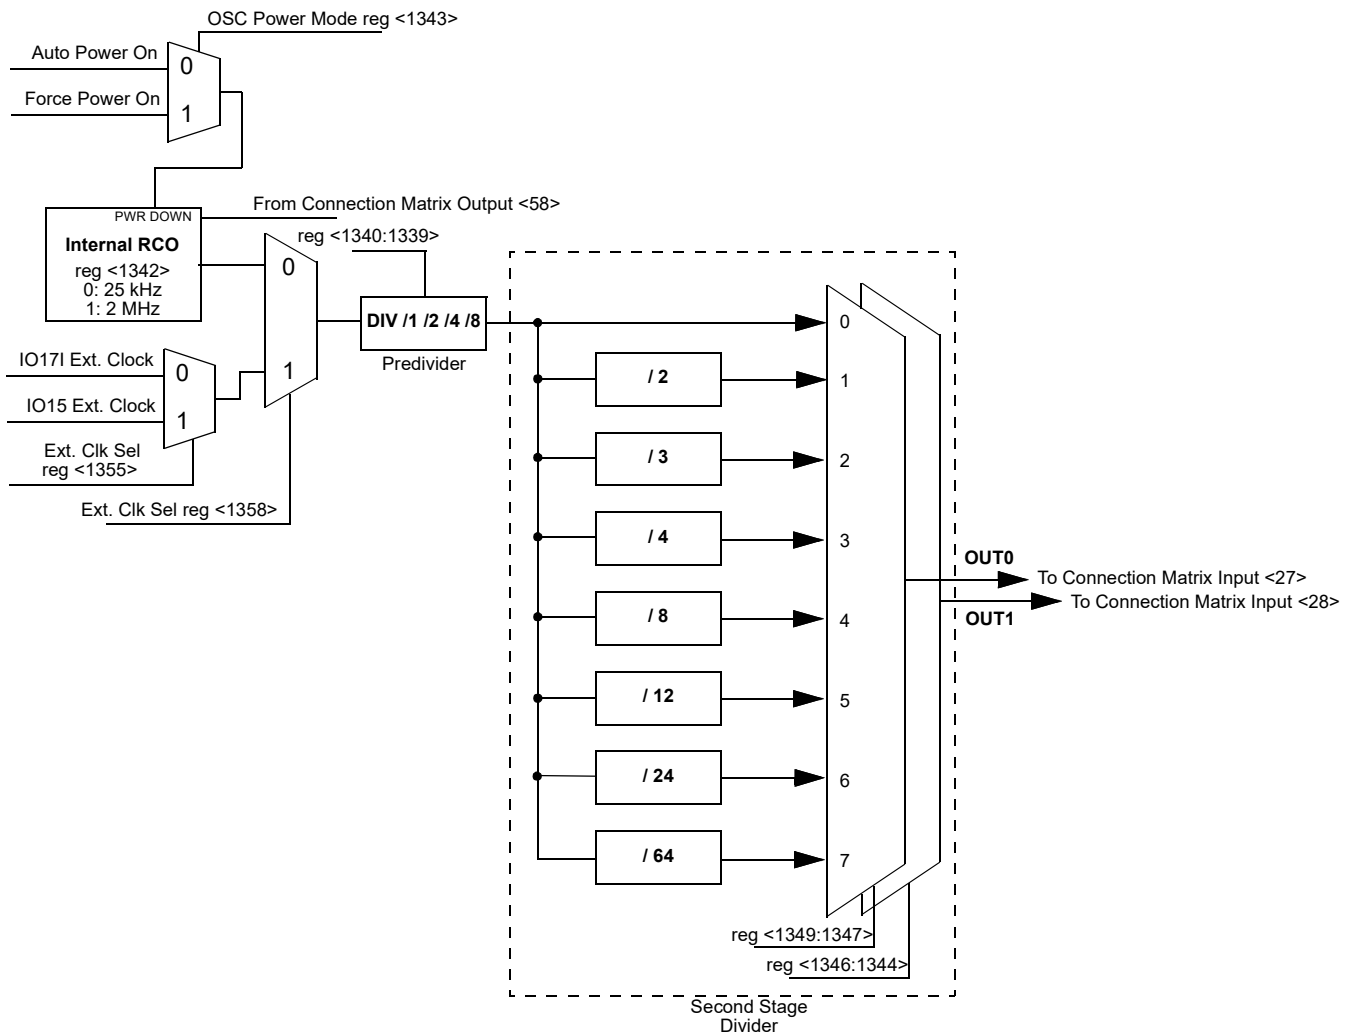 OSC Power Mode reg <1343>
Auto Power On
0
Force Power On
1
PWR DOWN
From Connection Matrix Output <58>
Internal RCO
reg <1342>
0: 25 kHz
1: 2 MHz
reg <1340:1339>
0
1
DIV /1 /2 /4 /8
Predivider
IO17I Ext. Clock
0
IO15 Ext. Clock
1
Ext. Clk Sel
reg <1355>
Ext. Clk Sel reg <1358>
0
/ 2
1
/ 3
2
/ 4
3
/ 8
4
/ 12
5
/ 24
6
/ 64
7
OUT0
To Connection Matrix Input <27>
To Connection Matrix Input <28>
OUT1
reg <1349:1347>
reg <1346:1344>
Second Stage
Divider